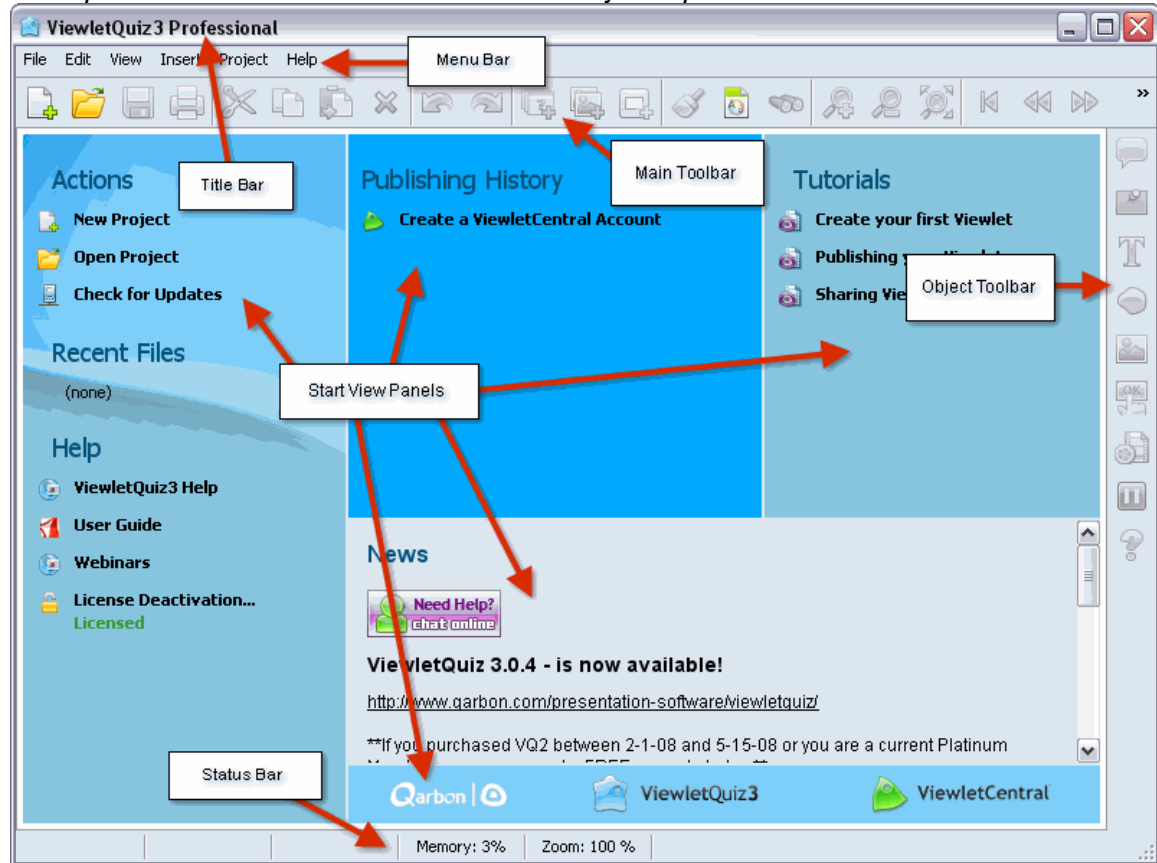 ViewletQuiz3 Professional
File Edit View Insert Project Help
Menu Bar
Title Bar
Main Toolbar
Object Toolbar
Actions
New Project
Open Project
Check for Updates
Recent Files
(none)
Help
ViewletQuiz3 Help
User Guide
Webinars
License Deactivation...
Licensed
Publishing History
Create a ViewletCentral Account
Tutorials
Create your first Viewlet
Publishing
Sharing
Start View Panels
News
Need Help?
chat online
ViewletQuiz 3.0.4 - is now available!
http://www.qarbon.com/presentation-software/viewletquiz/
**If you purchased VQ2 between 2-1-08 and 5-15-08 or you are a current Platinum
Qarbon
ViewletQuiz3
ViewletCentral
Status Bar
Memory: 3% Zoom: 100 %